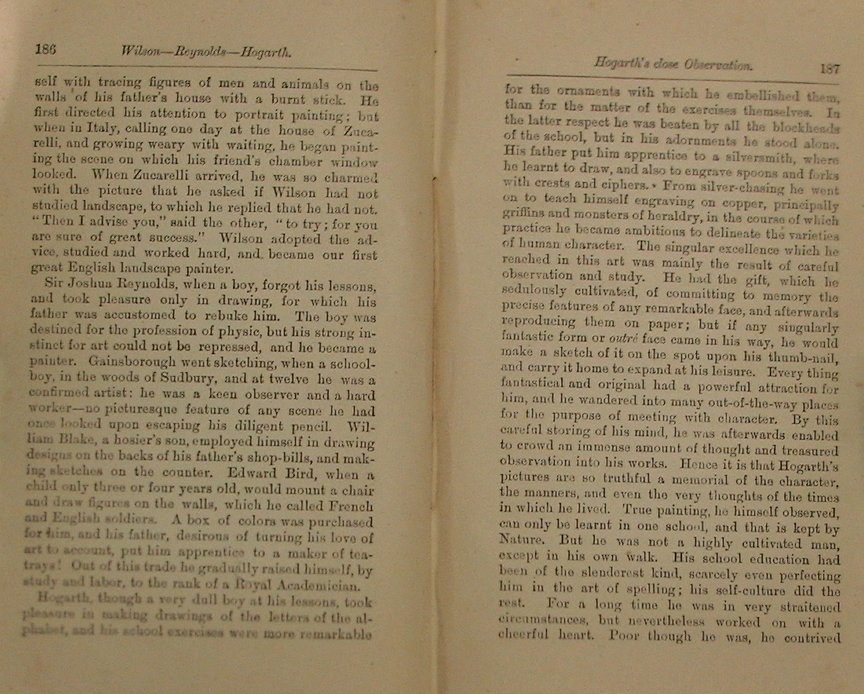 186 Wilson—Reynolds—Hogarth.
self with tracing figures of men and animals on the
walls of his father's house with a burnt stick. He
first directed his attention to portrait painting; but
when in Italy, calling one day at the house of Zuca-
relli, and growing weary with waiting, he began paint-
ing the scene on which his friend's chamber window
looked. When Zucarelli arrived, he was so charmed
with the picture that he asked if Wilson had not
studied landscape, to which he replied that he had not.
“Then I advise you,” said the other, “to try; for you
are sure of great success.” Wilson adopted the ad-
vice, studied and worked hard, and became our first
great English landscape painter.
Sir Joshua Reynolds, when a boy, forgot his lessons,
and took pleasure only in drawing, for which his
father was accustomed to rebuke him. The boy was
destined for the profession of physic, but his strong in-
stinct for art could not be repressed, and he became a
painter. Gainsborough went sketching, when a school-
boy, in the woods of Sudbury, and at twelve he was a
confirmed artist: he was a keen observer and a hard
worker—no picturesque feature of any scene he had
once looked upon escaping his diligent pencil. Wil-
liam Blake, a hosier's son, employed himself in drawing
designs on the backs of his father's shop-bills, and mak-
ing sketches on the counter. Edward Bird, when a
child only three or four years old, would mount a chair
and draw figures on the walls, which he called French
and English soldiers. A box of colors was purchased
for him, and his father, desirous of turning his love of
art to account, put him apprentice to a maker of tea-
trays! Out of this trade he gradually raised himself, by
study and labor, to the rank of a Royal Academician.
Hogarth, though a very dull boy at his lessons, took
pleasure in making drawings of the letters of the al-
phabet, and his school exercises were more remarkable
Hogarth's close Observation. 187
for the ornaments with which he embellished them,
than for the matter of the exercises themselves. In
the latter respect he was beaten by all the blockheads
of the school, but in his adornments he stood alone.
His father put him apprentice to a silversmith, where
he learnt to draw, and also to engrave spoons and forks
with crests and ciphers. From silver-chasing he went
on to teach himself engraving on copper, principally
griffins and monsters of heraldry, in the course of which
practice he became ambitious to delineate the varieties
of human character. The singular excellence which he
reached in this art was mainly the result of careful
observation and study. He had the gift, which he
sedulously cultivated, of committing to memory the
precise features of any remarkable face, and afterwards
reproducing them on paper; but if any singularly
fantastic form or outré face came in his way, he would
make a sketch of it on the spot upon his thumb-nail,
and carry it home to expand at his leisure. Every thing
fantastical and original had a powerful attraction for
him, and he wandered into many out-of-the-way places
for the purpose of meeting with character. By this
careful storing of his mind, he was afterwards enabled
to crowd an immense amount of thought and treasured
observation into his works. Hence it is that Hogarth's
pictures are so truthful a memorial of the character,
the manners, and even the very thoughts of the times
in which he lived. True painting, he himself observed,
can only be learnt in one school, and that is kept by
Nature. But he was not a highly cultivated man,
except in his own walk. His school education had
been of the slenderest kind, scarcely even perfecting
him in the art of spelling; his self-culture did the
rest. For a long time he was in very straitened
circumstances, but nevertheless worked on with a
cheerful heart. Poor though he was, he contrived